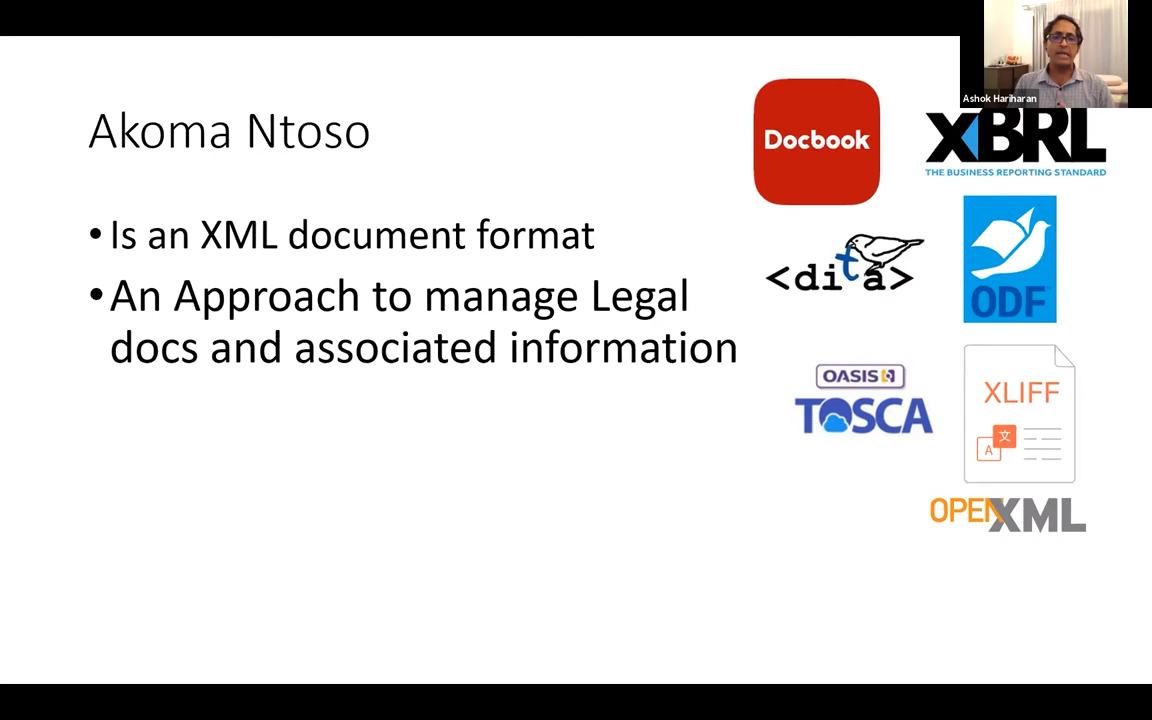 Ashok Hariharan
Akoma Ntoso
• Is an XML document format
• An Approach to manage Legal
docs and associated information
Docbook
XBRL
THE BUSINESS REPORTING STANDARD
<dita>
ODF
OASIS
TOSCA
XLIFF
A 文
OPENXML